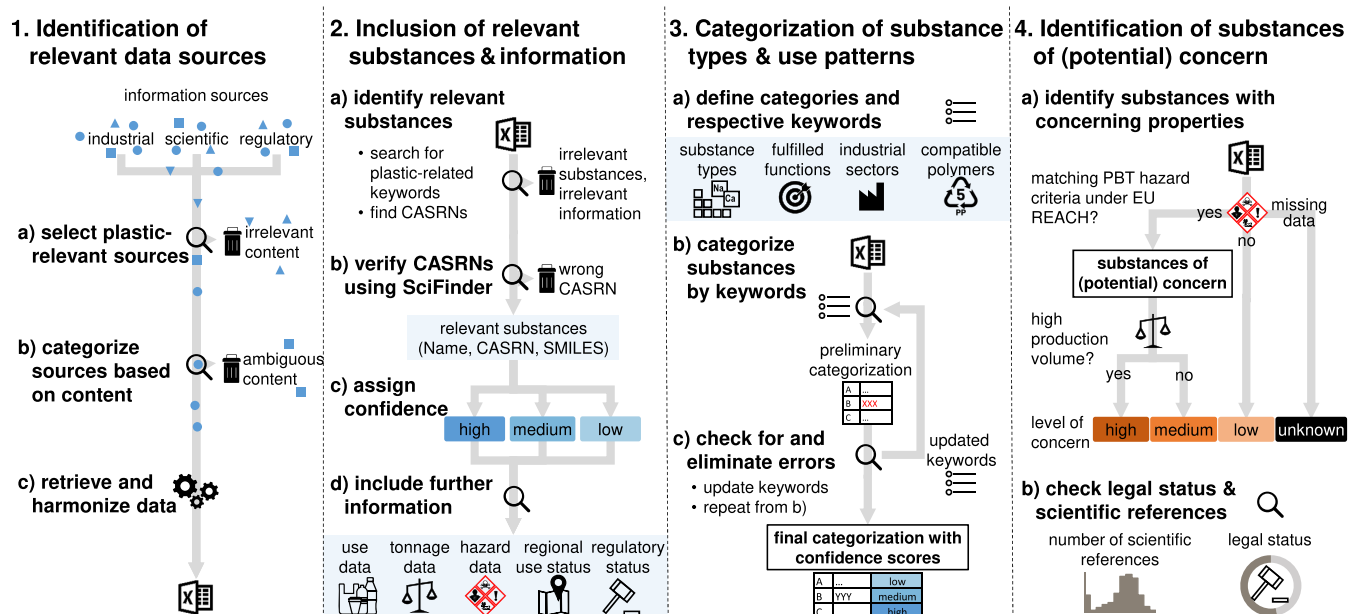 1. Identification of
relevant data sources
information sources
industrial scientific regulatory
a) select plastic-
relevant sources
irrelevant
content
b) categorize
sources based
on content
ambiguous
content
c) retrieve and
harmonize data
X
2. Inclusion of relevant
substances & information
a) identify relevant
substances
X
• search for
plastic-related
keywords
• find CASRNs
irrelevant
substances,
irrelevant
information
b) verify CASRNs
using SciFinder
wrong
CASRN
relevant substances
(Name, CASRN, SMILES)
c) assign
confidence
high medium low
d) include further
information
use
data
tonnage
data
hazard
data
regional
use status
regulatory
status
3. Categorization of substance
types & use patterns
a) define categories and
respective keywords
substance
types
fulfilled
functions
industrial
sectors
compatible
polymers
Na
Ca
5
PP
b) categorize
substances
by keywords
X
preliminary
categorization
A ...
B XXX
C ...
c) check for and
eliminate errors
• update keywords
• repeat from b)
updated
keywords
final categorization with
confidence scores
A ... low
B YYY medium
C high
4. Identification of substances
of (potential) concern
a) identify substances with
concerning properties
X
matching PBT hazard
criteria under EU
REACH?
yes
no
missing
data
substances of
(potential) concern
high
production
volume?
yes
no
level of
concern
high medium low unknown
b) check legal status &
scientific references
number of scientific
references
legal status